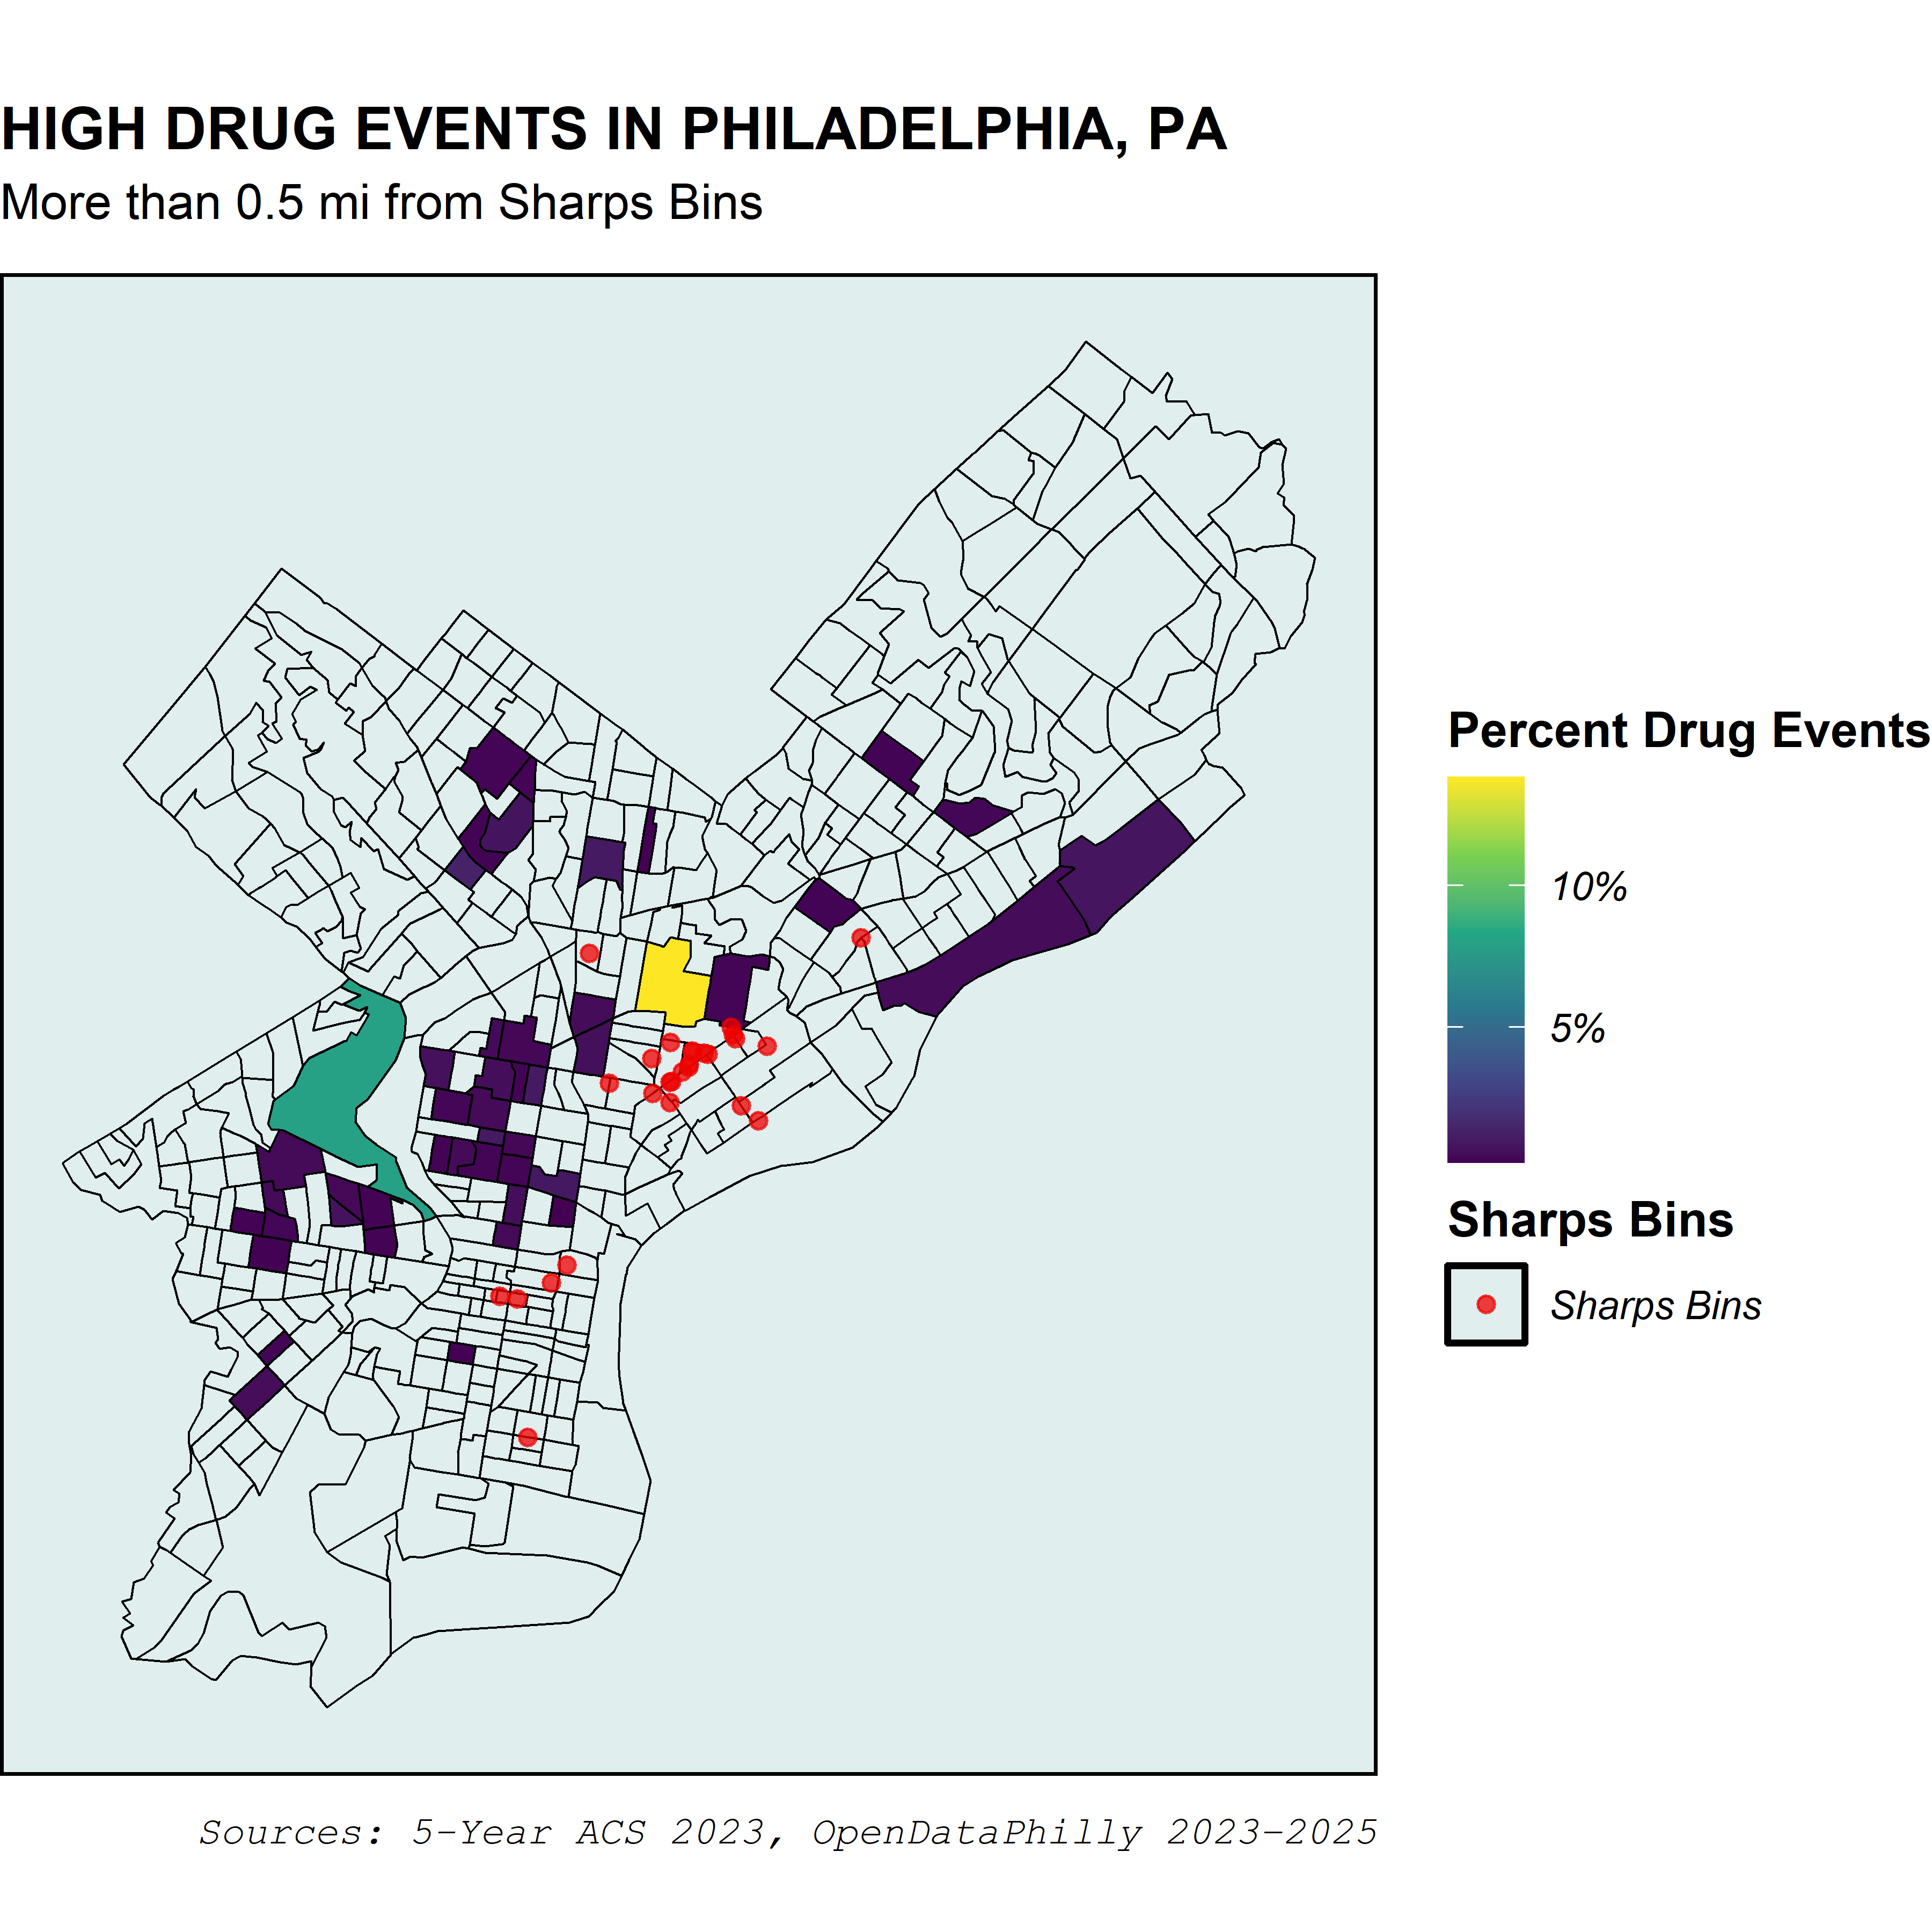 HIGH DRUG EVENTS IN PHILADELPHIA, PA
More than 0.5 mi from Sharps Bins
Percent Drug Events
10%
5%
Sharps Bins
Sharps Bins
Sources: 5-Year ACS 2023, OpenDataPhilly 2023-2025